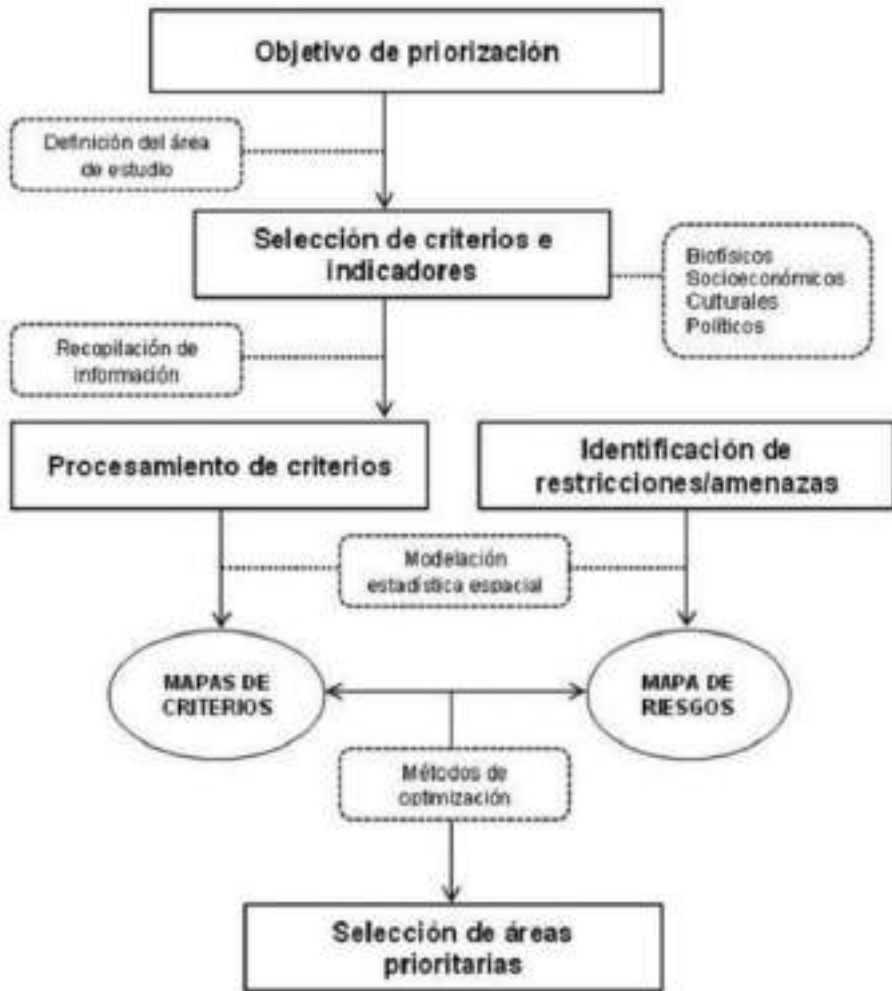 Objetivo de priorización
Definición del área
de estudio
Selección de criterios e
indicadores
Biofísicos
Socioeconómicos
Culturales
Políticos
Recopilación de
información
Procesamiento de criterios
Identificación de
restricciones/amenazas
Modelación
estadística espacial
MAPAS DE
CRITERIOS
MAPA DE
RIESGOS
Métodos de
optimización
Selección de áreas
prioritarias